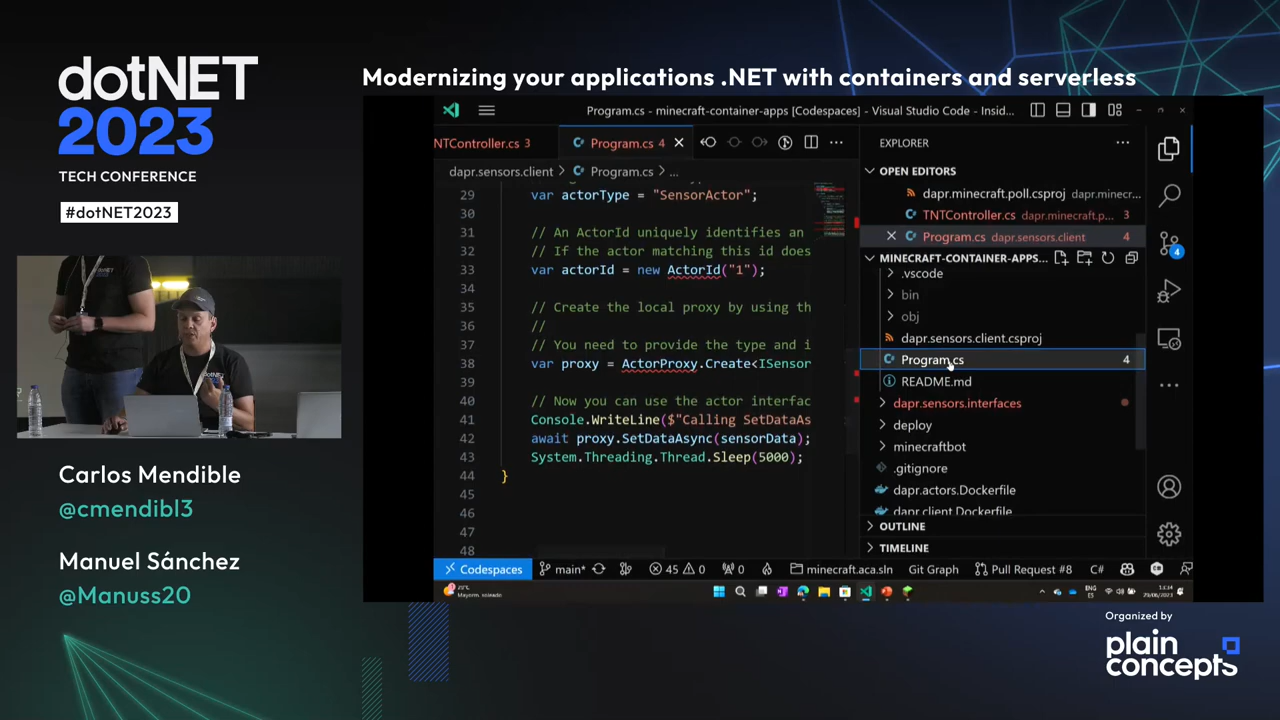 dotNET
2023
TECH CONFERENCE
#dotNET2023
Modernizing your applications .NET with containers and serverless
Program.cs - minecraft-container-apps [Codespaces] - Visual Studio Code - Insid...
NTController.cs 3
Program.cs 4
dapr.sensors.client > Program.cs > ...
29 var actorType = "SensorActor";
30
31 // An ActorId uniquely identifies an
32 // If the actor matching this id does
33 var actorId = new ActorId("1");
34
35 // Create the local proxy by using th
36 //
37 // You need to provide the type and i
38 var proxy = ActorProxy.Create<ISensor
39
40 // Now you can use the actor interfac
41 Console.WriteLine($"Calling SetDataAs
42 await proxy.SetDataAsync(sensorData);
43 System.Threading.Thread.Sleep(5000);
44 }
45
46
47
48
EXPLORER
OPEN EDITORS
dapr.minecraft.poll.csproj dapr.minecr...
TNTController.cs dapr.minecraft.p... 3
Program.cs dapr.sensors.client 4
MINECRAFT-CONTAINER-APPS...
.vscode
bin
obj
dapr.sensors.client.csproj
Program.cs 4
README.md
dapr.sensors.interfaces
deploy
minecraftbot
.gitignore
dapr.actors.Dockerfile
dapr.client.Dockerfile
OUTLINE
TIMELINE
4
Codespaces main* 45 0 0 minecraft.aca.sln Git Graph Pull Request #8 C#
Carlos Mendible
@cmendibl3
Manuel Sánchez
@Manuss20
Organized by
plain
concepts